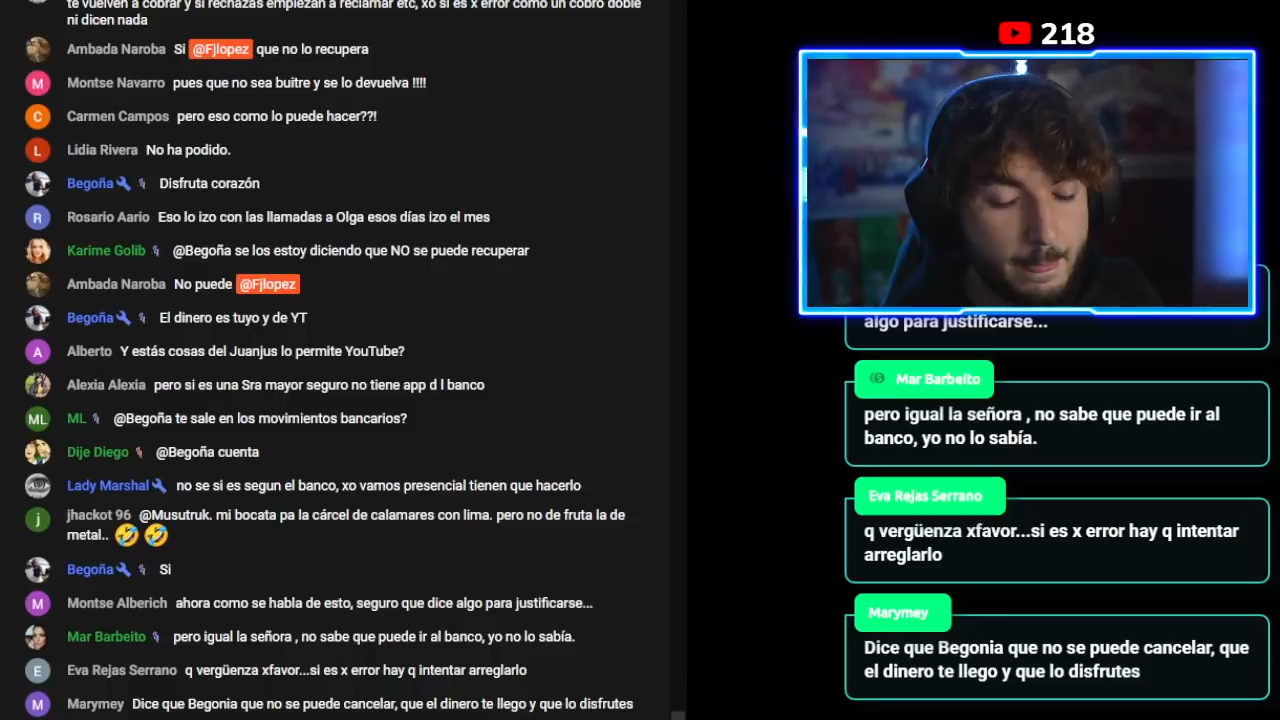 te vuelven a cobrar y si rechazas empiezan a reclamar etc, xo si es x error como un cobro doble
ni dicen nada
Ambada Naroba Si @Fjlopez que no lo recupera
M Montse Navarro pues que no sea buitre y se lo devuelva !!!!
C Carmen Campos pero eso como lo puede hacer??!
L Lidia Rivera No ha podido.
Begoña Disfruta corazón
R Rosario Aario Eso lo izo con las llamadas a Olga esos días izo el mes
Karime Golib @Begoña se los estoy diciendo que NO se puede recuperar
Ambada Naroba No puede @Fjlopez
Begoña El dinero es tuyo y de YT
A Alberto Y estás cosas del Juanjus lo permite YouTube?
Alexia Alexia pero si es una Sra mayor seguro no tiene app d l banco
ML ML @Begoña te sale en los movimientos bancarios?
Dije Diego @Begoña cuenta
Lady Marshal no se si es segun el banco, xo vamos presencial tienen que hacerlo
j jhackot 96 @Musutruk. mi bocata pa la cárcel de calamares con lima. pero no de fruta la de
metal.. 🤣 🤣
Begoña Si
M Montse Alberich ahora como se habla de esto, seguro que dice algo para justificarse...
Mar Barbeito pero igual la señora , no sabe que puede ir al banco, yo no lo sabía.
E Eva Rejas Serrano q vergüenza xfavor...si es x error hay q intentar arreglarlo
M Marymey Dice que Begonia que no se puede cancelar, que el dinero te llego y que lo disfrutes
218
algo para justificarse...
Mar Barbeito
pero igual la señora , no sabe que puede ir al
banco, yo no lo sabía.
Eva Rejas Serrano
q vergüenza xfavor...si es x error hay q intentar
arreglarlo
Marymey
Dice que Begonia que no se puede cancelar, que
el dinero te llego y que lo disfrutes